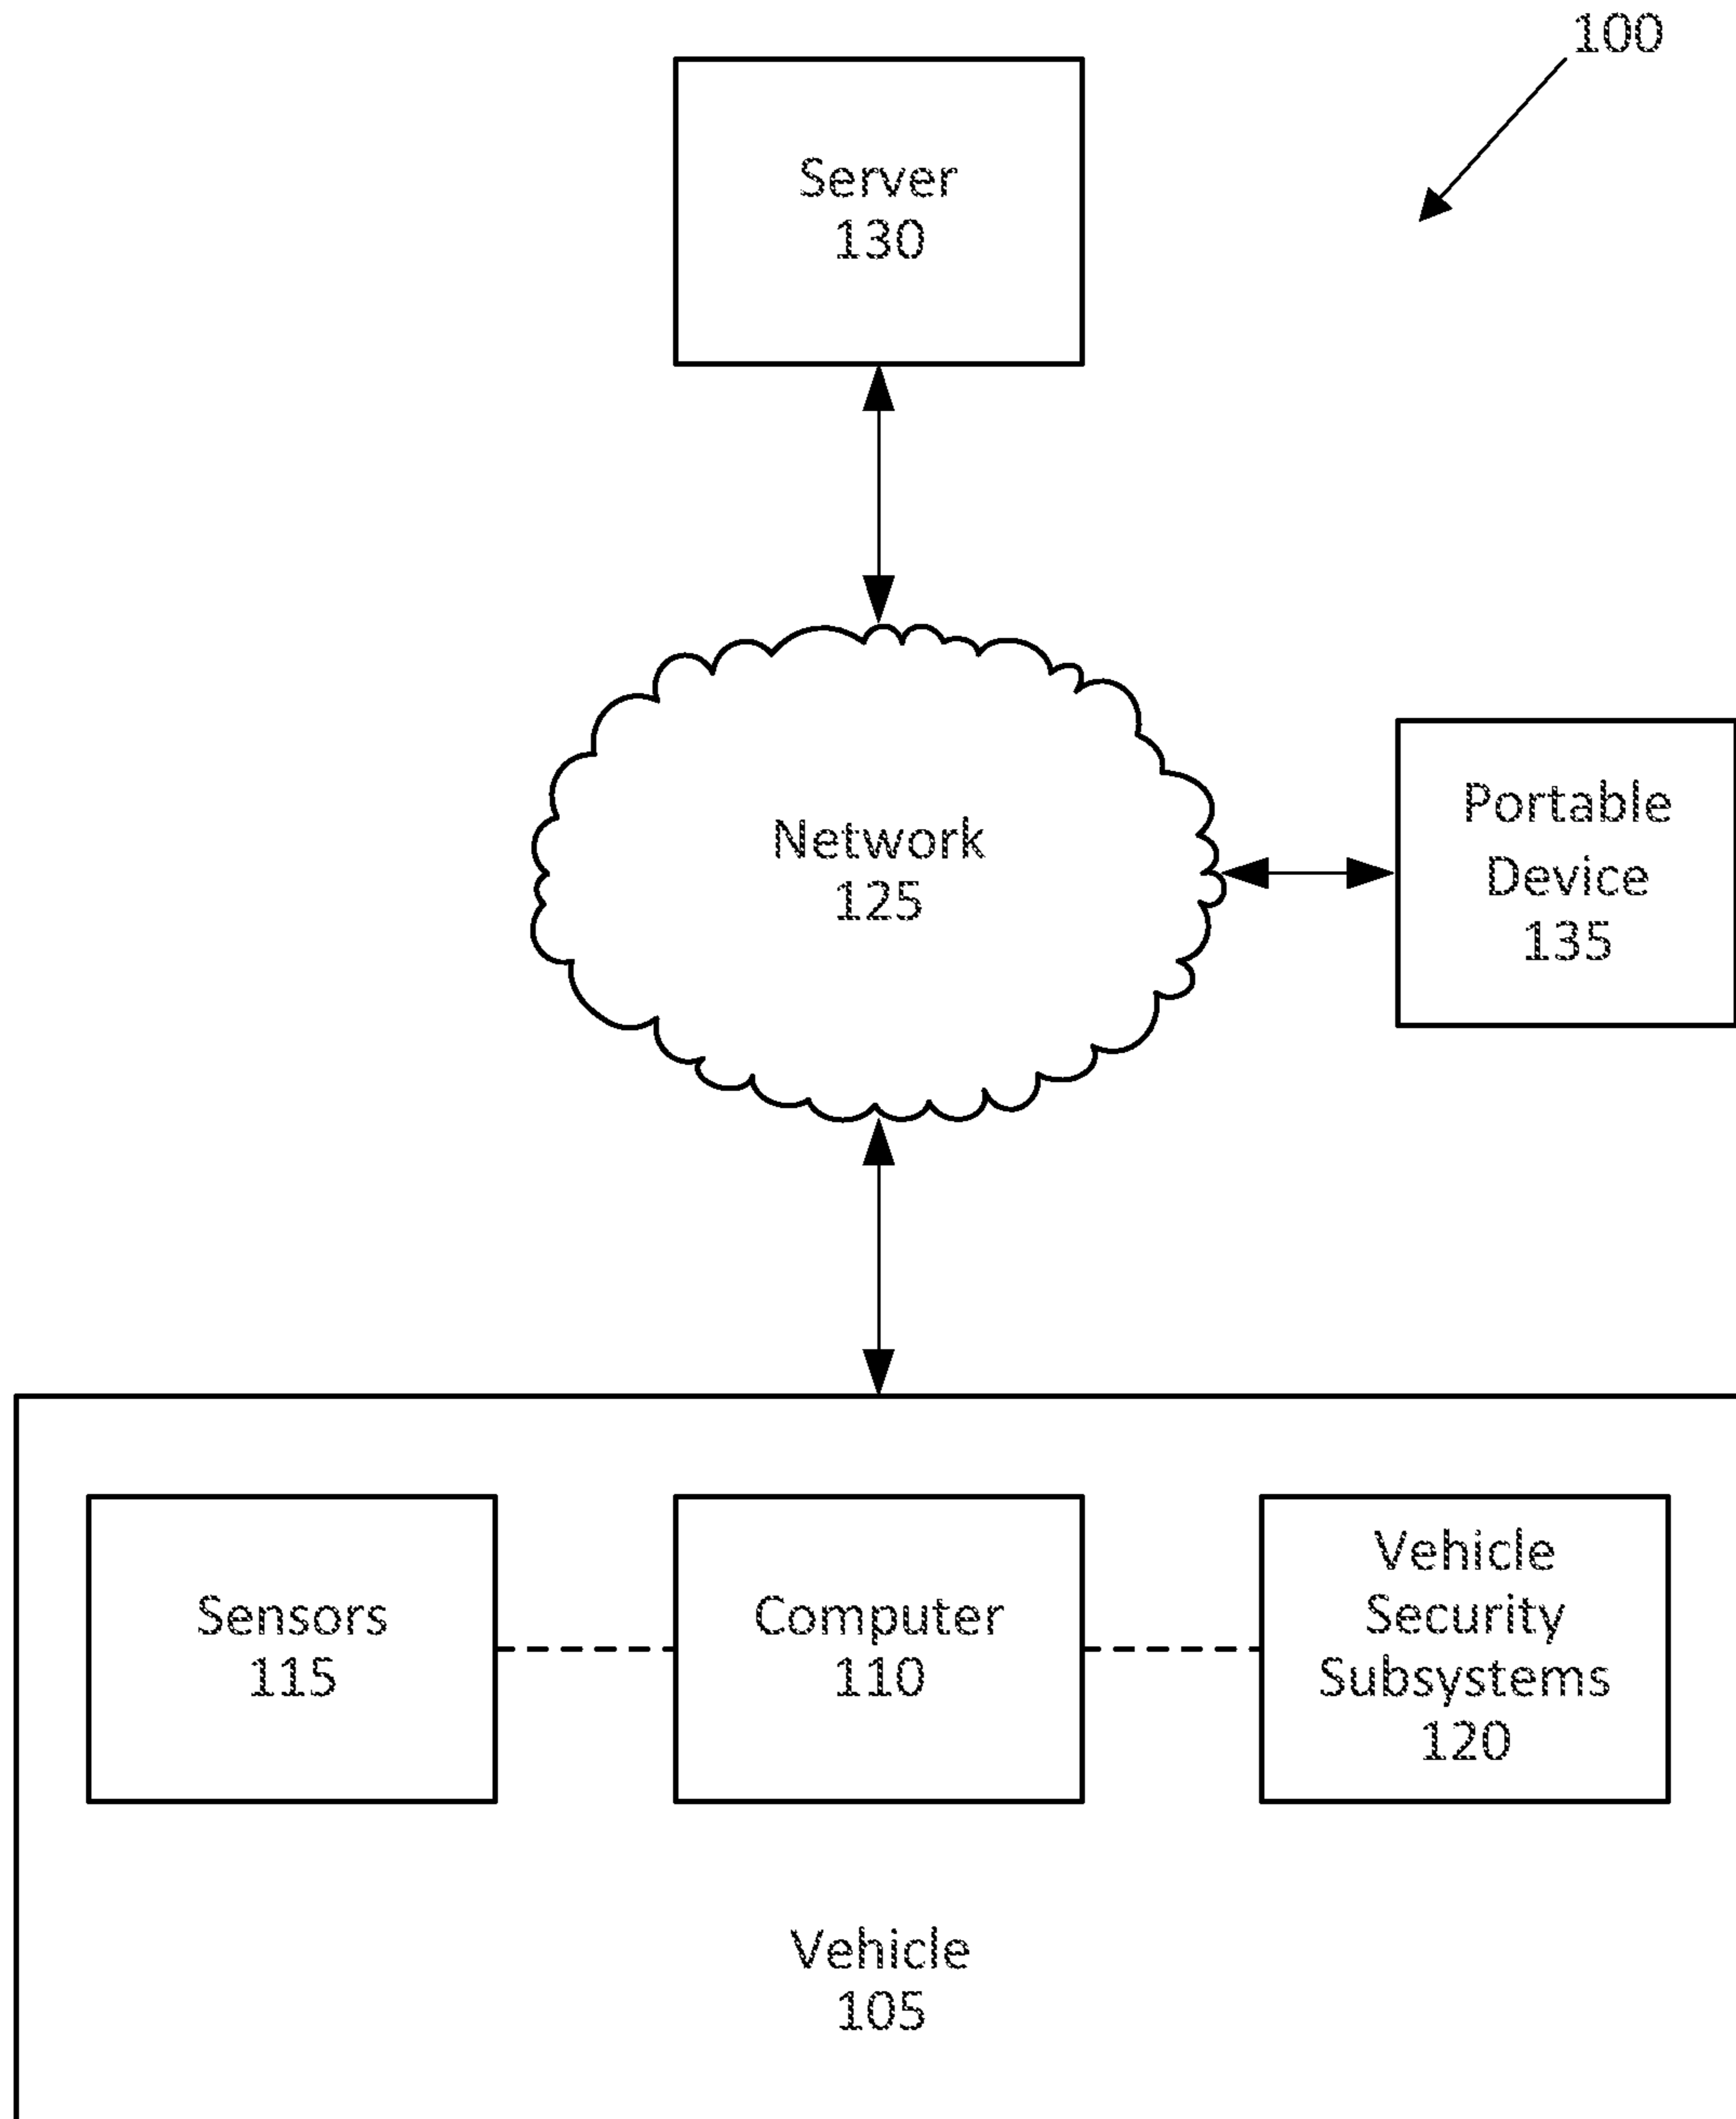 100
Server
130
Network
125
Portable
Device
135
Sensors
115
Computer
110
Vehicle
Security
Subsystems
120
Vehicle
105